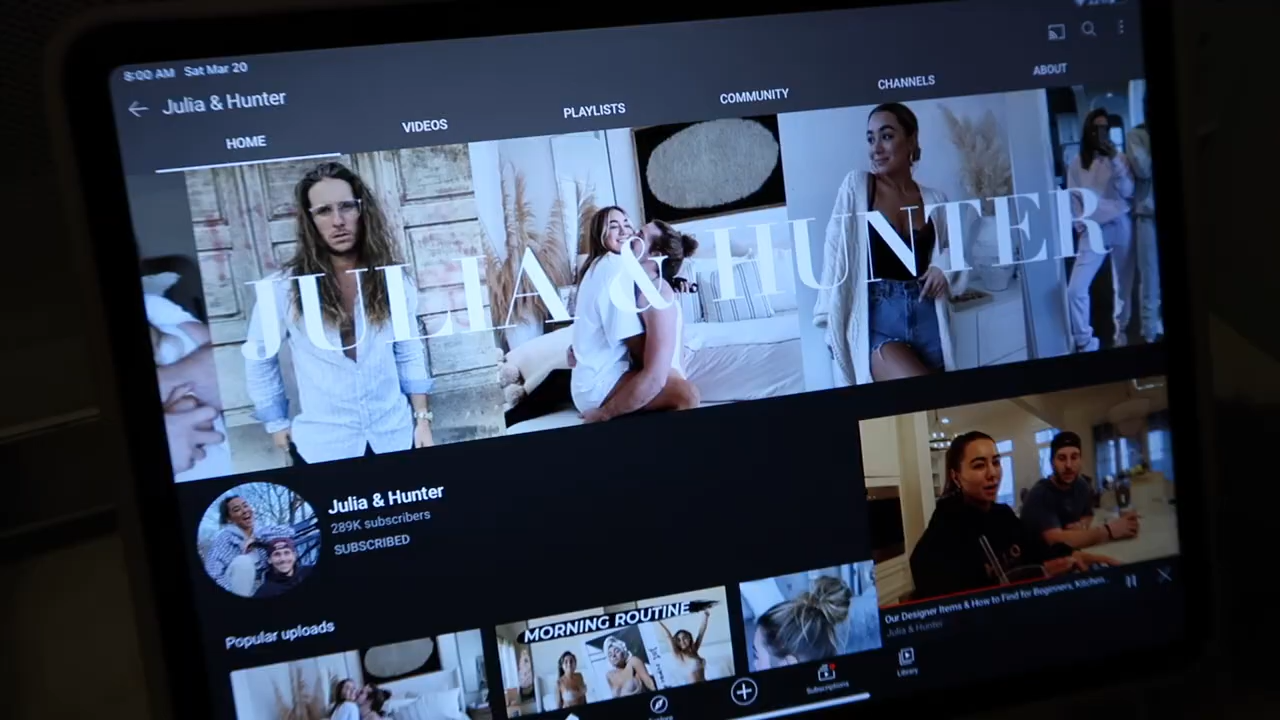 8:00 AM Sat Mar 20
Julia & Hunter
HOME
VIDEOS
PLAYLISTS
COMMUNITY
CHANNELS
ABOUT
JULIA & HUNTER
Julia & Hunter
289K subscribers
SUBSCRIBED
Our Designer Items & How to Find for Beginners, Kitchen...
Julia & Hunter
Popular uploads
MORNING ROUTINE
Subscriptions
Library